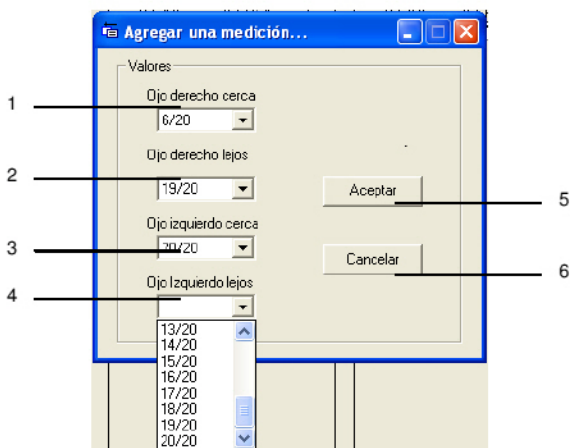 Agregar una medición...
Valores
1
Ojo derecho cerca
6/20
Ojo derecho lejos
2
19/20
Aceptar
5
Ojo izquierdo cerca
3
20/20
Cancelar
6
Ojo Izquierdo lejos
4
13/20
14/20
15/20
16/20
17/20
18/20
19/20
20/20